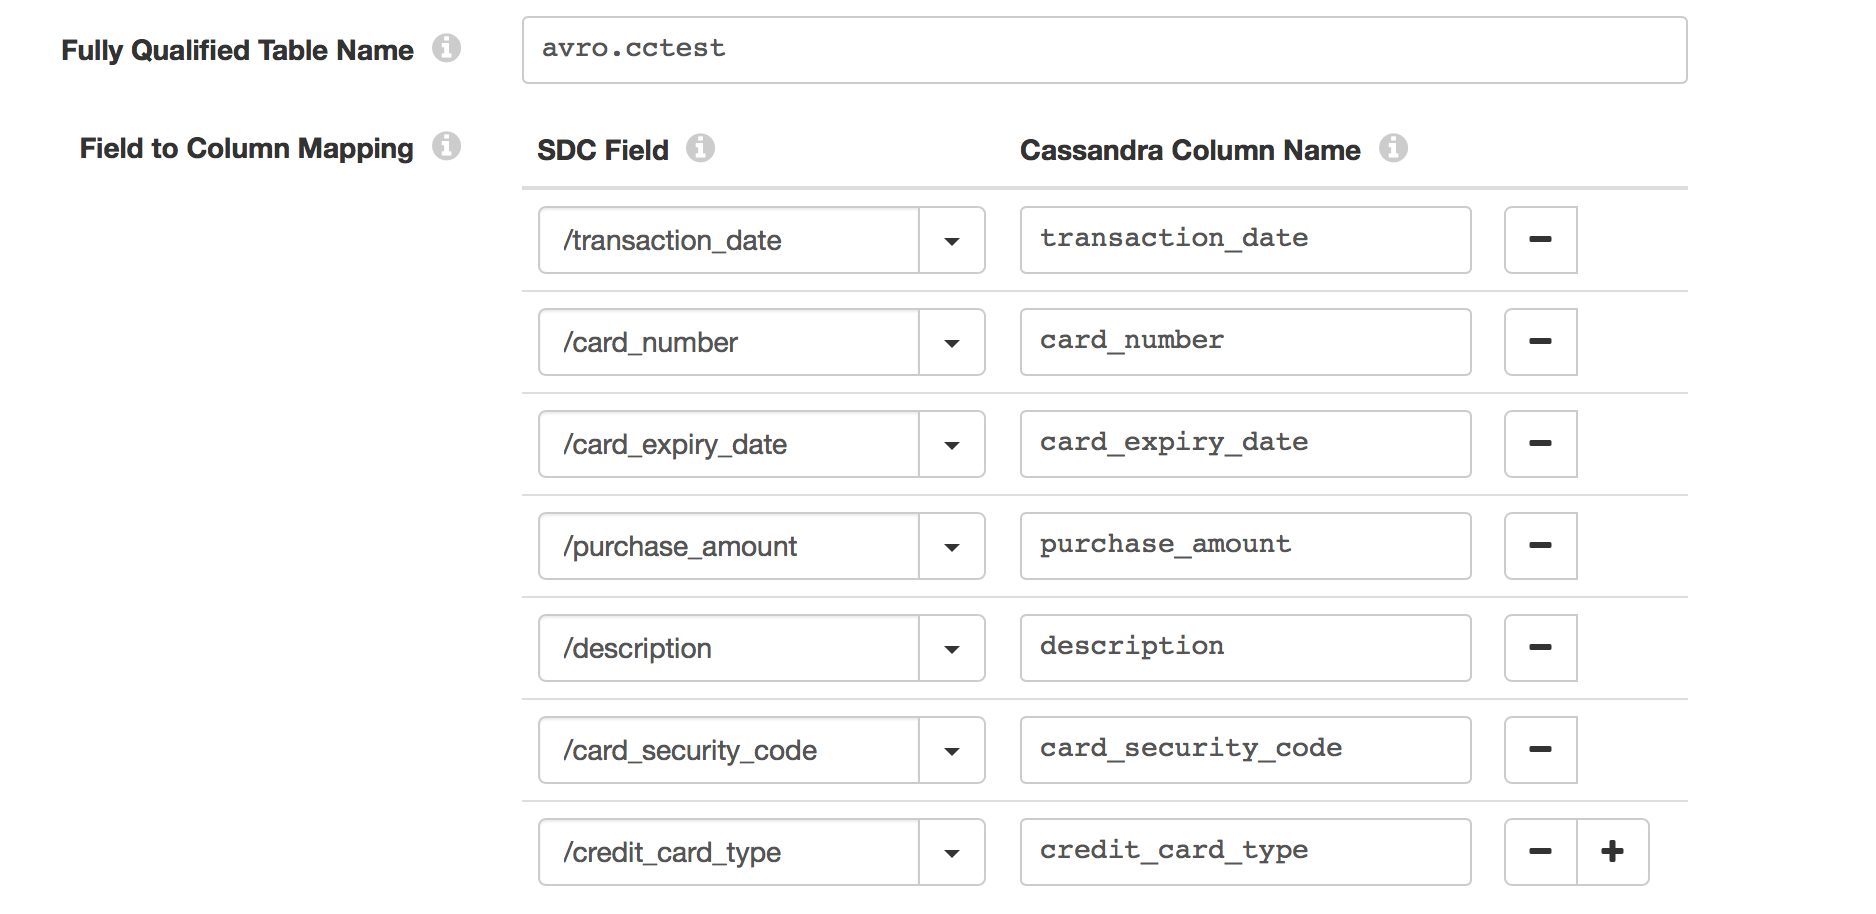 Fully Qualified Table Name avro.cctest
Field to Column Mapping SDC Field Cassandra Column Name
/transaction_date transaction_date
/card_number card_number
/card_expiry_date card_expiry_date
/purchase_amount purchase_amount
/description description
/card_security_code card_security_code
/credit_card_type credit_card_type